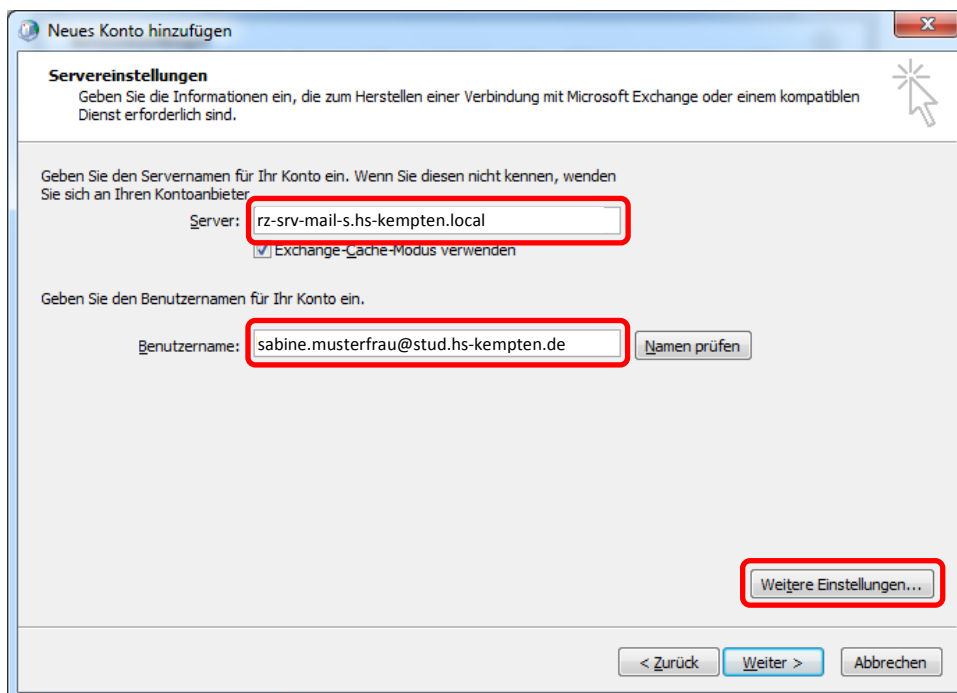 Neues Konto hinzufügen
Servereinstellungen
Geben Sie die Informationen ein, die zum Herstellen einer Verbindung mit Microsoft Exchange oder einem kompatiblen
Dienst erforderlich sind.
Geben Sie den Servernamen für Ihr Konto ein. Wenn Sie diesen nicht kennen, wenden
Sie sich an Ihren Kontoanbieter
Server: rz-srv-mail-s.hs-kempten.local
Exchange-Cache-Modus verwenden
Geben Sie den Benutzernamen für Ihr Konto ein.
Benutzername: sabine.musterfrau@stud.hs-kempten.de Namen prüfen
Weitere Einstellungen...
< Zurück Weiter > Abbrechen